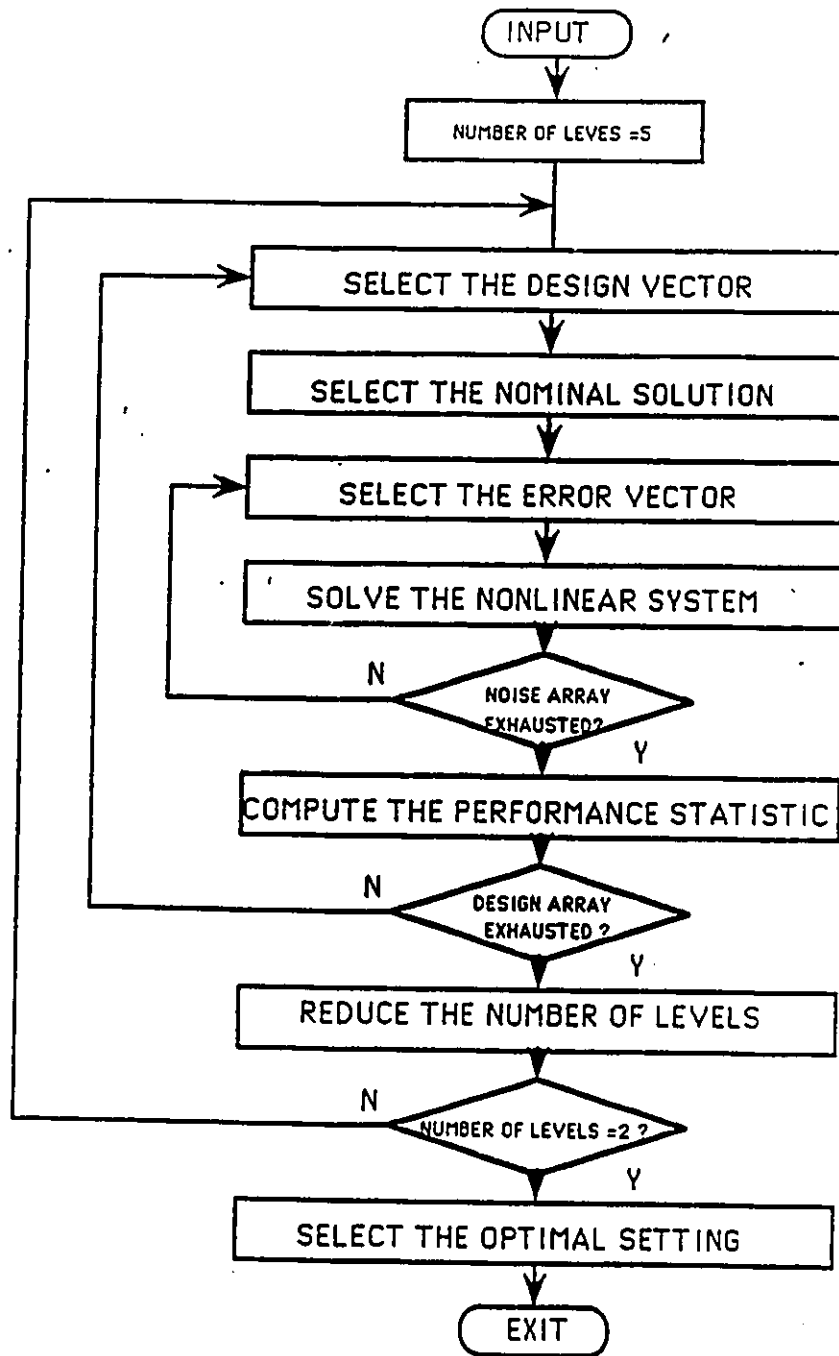 INPUT
NUMBER OF LEVES =5
SELECT THE DESIGN VECTOR
SELECT THE NOMINAL SOLUTION
SELECT THE ERROR VECTOR
SOLVE THE NONLINEAR SYSTEM
N
NOISE ARRAY
EXHAUSTED?
Y
COMPUTE THE PERFORMANCE STATISTIC
N
DESIGN ARRAY
EXHAUSTED ?
Y
REDUCE THE NUMBER OF LEVELS
N
NUMBER OF LEVELS =2 ?
Y
SELECT THE OPTIMAL SETTING
EXIT